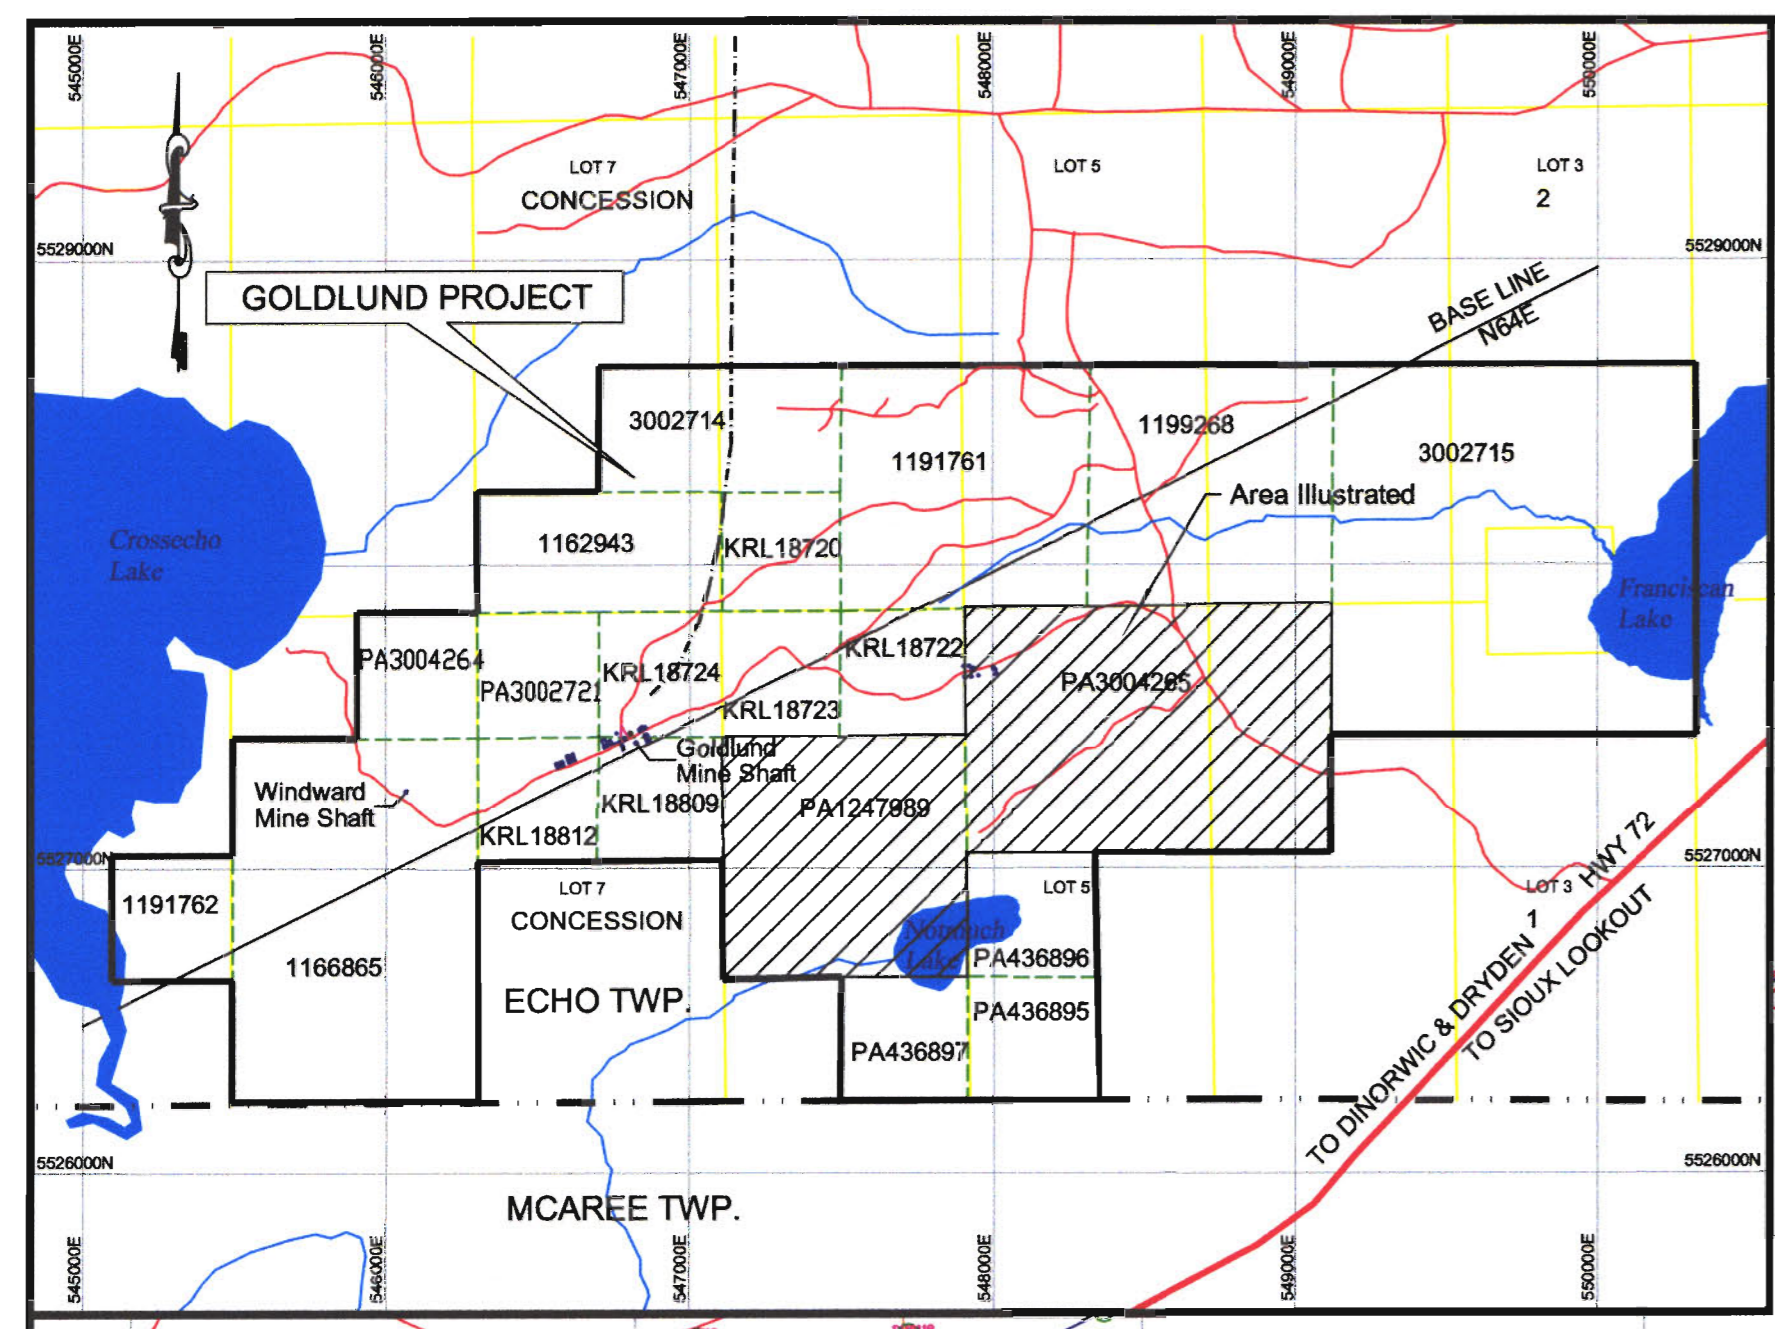 545000E
546000E
547000E
548000E
549000E
550000E
LOT 7
CONCESSION
LOT 5
LOT 3
2
5529000N
5529000N
GOLDLUND PROJECT
BASE LINE
N64E
3002714
1191761
1199268
3002715
Area Illustrated
Crossecho
Lake
1162943
KRL18720
Franciscan
Lake
PA3004264
PA3002721
KRL18724
KRL18722
PA3004265
KRL18723
Goldlund
Mine Shaft
Windward
Mine Shaft
KRL18809
PA1247989
KRL18812
HWY 72
5527000N
5527000N
1191762
LOT 7
CONCESSION
LOT 5
LOT 3
1
1166865
Lake
PA436896
ECHO TWP.
PA436895
PA436897
TO DINORWIC & DRYDEN
TO SIOUX LOOKOUT
5526000N
5526000N
MCAREE TWP.
545000E
546000E
547000E
548000E
549000E
550000E